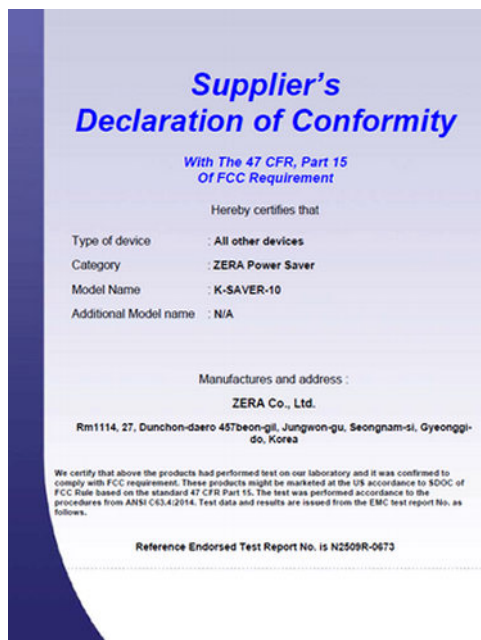 Supplier's
Declaration of Conformity
With The 47 CFR, Part 15
Of FCC Requirement
Hereby certifies that
Type of device : All other devices
Category : ZERA Power Saver
Model Name : K-SAVER-10
Additional Model name : N/A
Manufactures and address :
ZERA Co., Ltd.
Rm1114, 27, Dunchon-daero 457beon-gil, Jungwon-gu, Seongnam-si, Gyeonggi-
do, Korea
We certify that above the products had performed test on our laboratory and it was confirmed to
comply with FCC requirement. These products might be marketed at the US accordance to SDOC of
FCC Rule based on the standard 47 CFR Part 15. The test was performed accordance to the
procedures from ANSI C63.4:2014. Test data and results are issued from the EMC test report No. as
follows.
Reference Endorsed Test Report No. is N2509R-0673